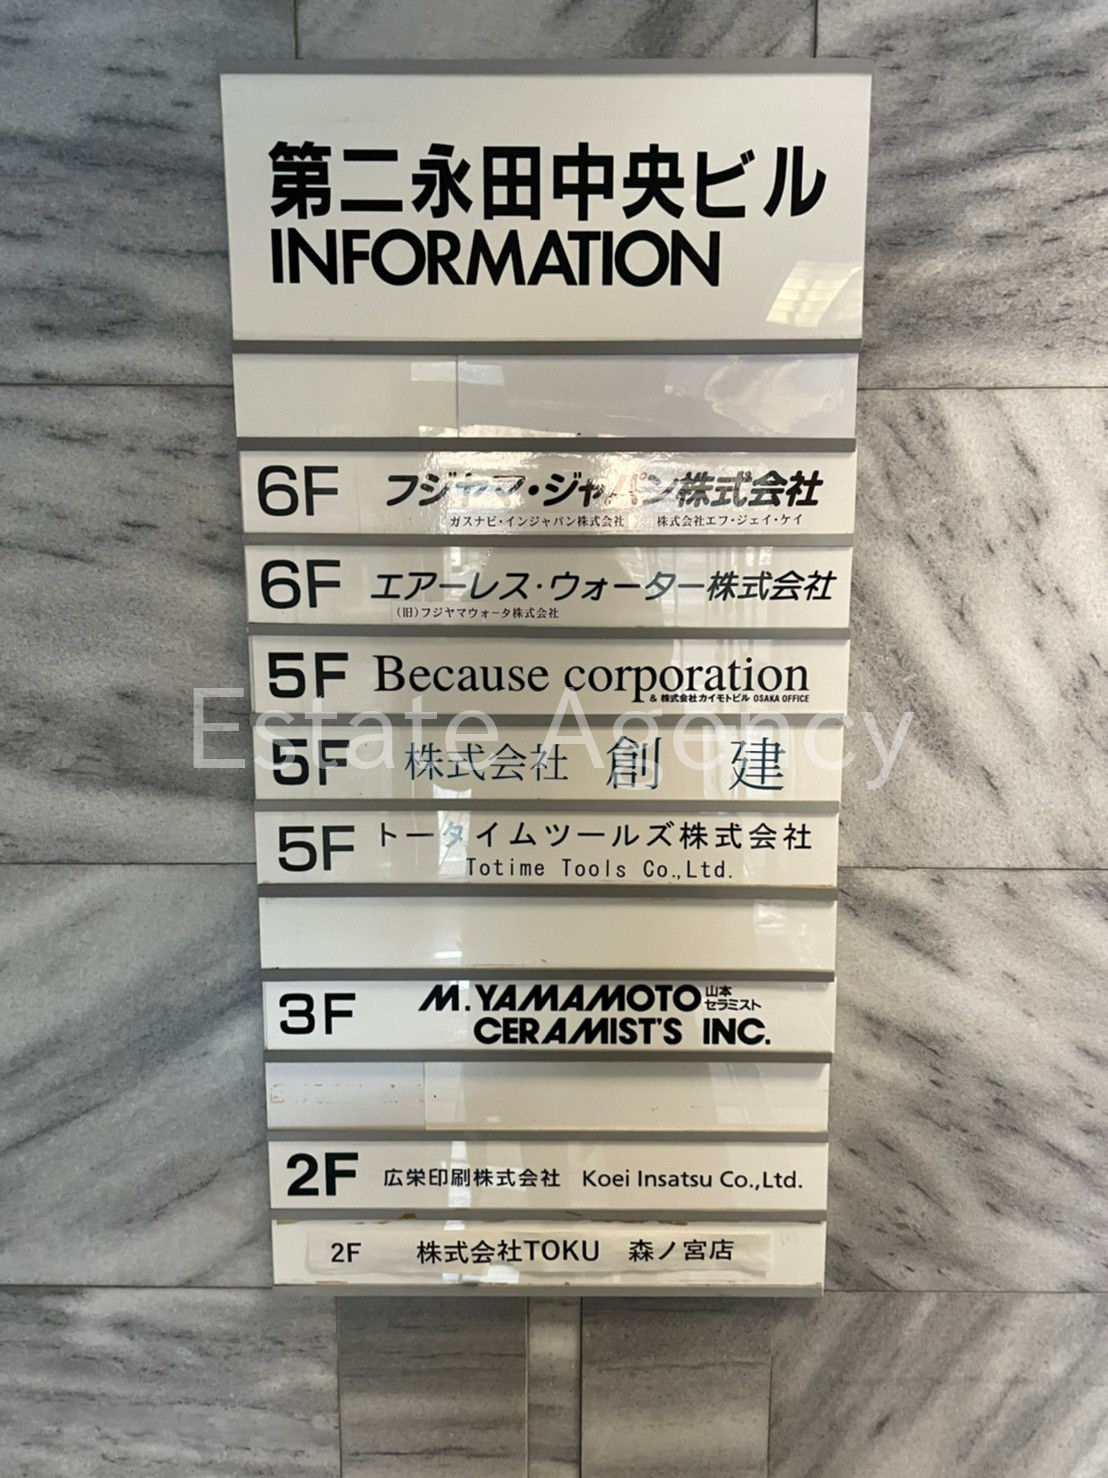 第二永田中央ビル
INFORMATION
6F フジヤマ・ジャパン株式会社
ガスナビ・インジャパン株式会社 株式会社エフ・ジェイ・ケイ
6F エアーレス・ウォーター株式会社
(旧)フジヤマウォータ株式会社
5F Because corporation
& 株式会社カイモトビル OSAKA OFFICE
Estate Agency
5F 株式会社 創 建
5F トータイムツールズ株式会社
Totime Tools Co.,Ltd.
3F M.YAMAMOTO 山本セラミスト
CERAMIST'S INC.
2F 広栄印刷株式会社 Koei Insatsu Co.,Ltd.
2F 株式会社TOKU 森ノ宮店